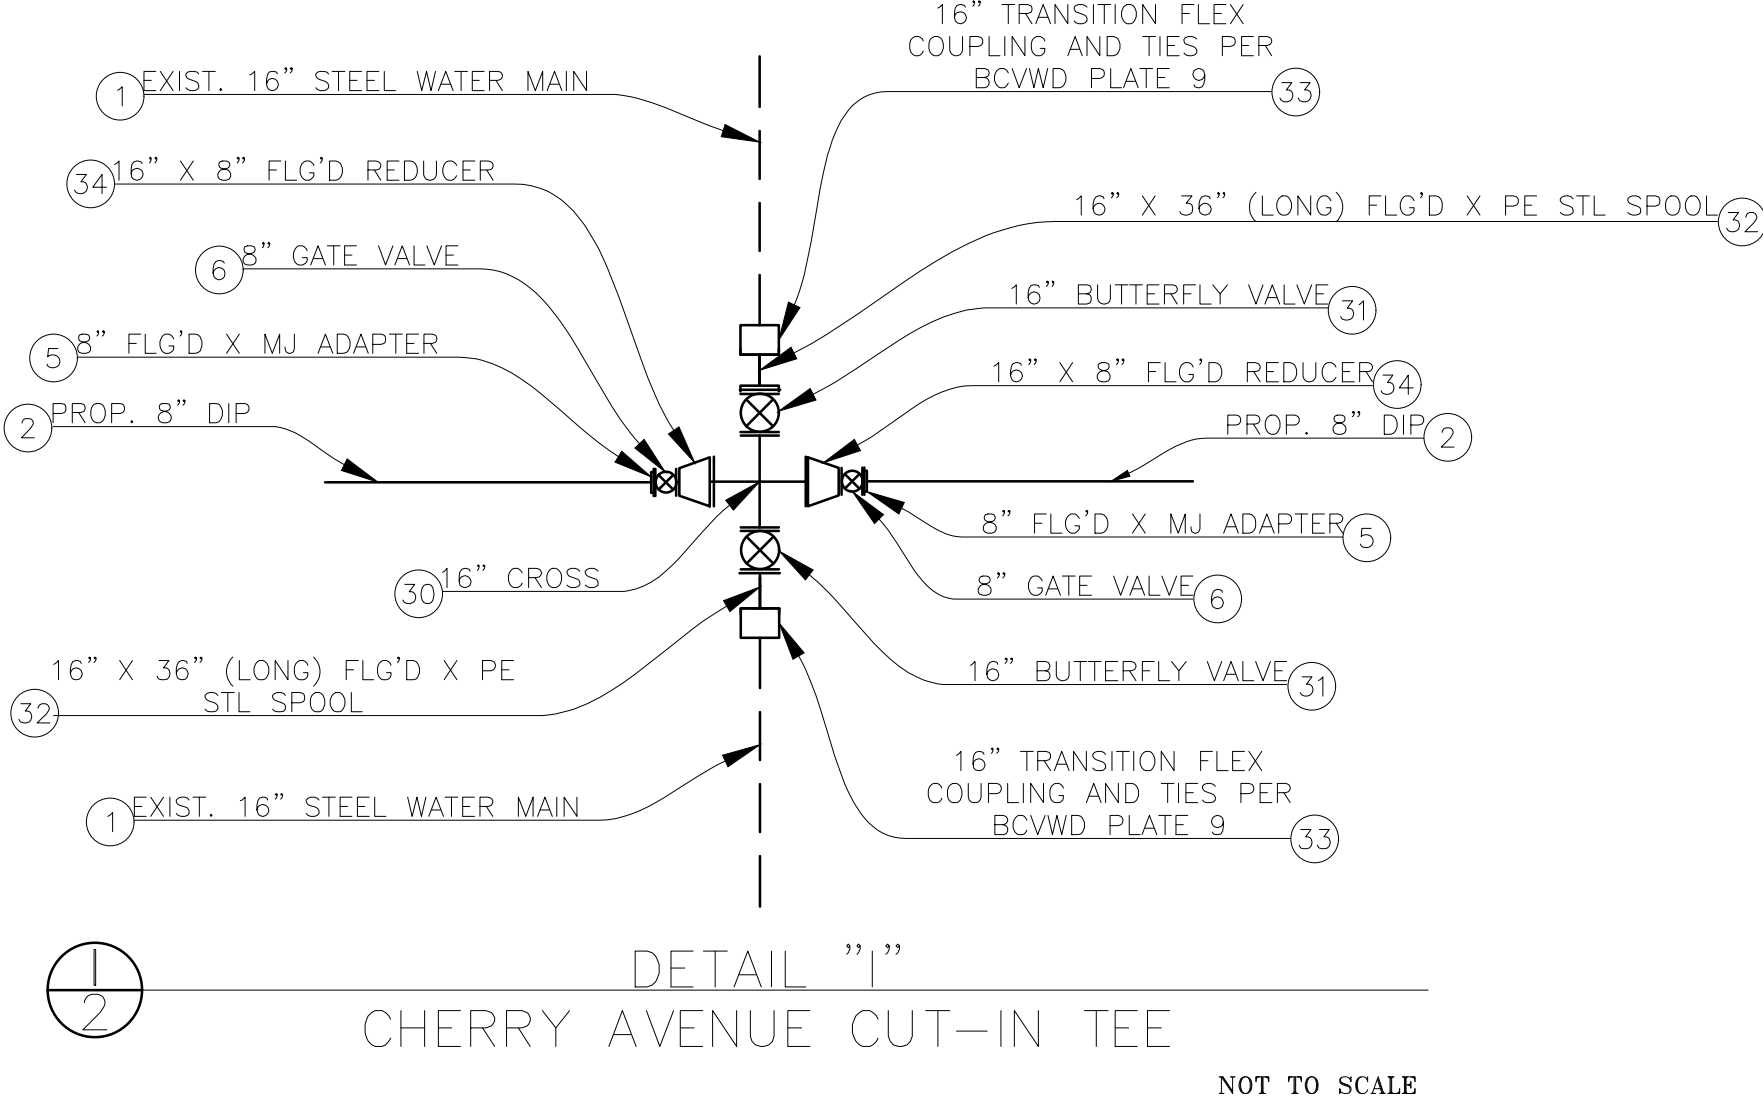 16” TRANSITION FLEX
COUPLING AND TIES PER
BCVWD PLATE 9
33
1
EXIST. 16” STEEL WATER MAIN
34
16” X 8” FLG’D REDUCER
16” X 36” (LONG) FLG’D X PE STL SPOOL
32
6
8” GATE VALVE
16” BUTTERFLY VALVE
31
5
8” FLG’D X MJ ADAPTER
16” X 8” FLG’D REDUCER
34
2
PROP. 8” DIP
PROP. 8” DIP
2
8” FLG’D X MJ ADAPTER
5
30
16” CROSS
8” GATE VALVE
6
16” X 36” (LONG) FLG’D X PE
STL SPOOL
32
16” BUTTERFLY VALVE
31
16” TRANSITION FLEX
COUPLING AND TIES PER
BCVWD PLATE 9
33
1
EXIST. 16” STEEL WATER MAIN
1
2
DETAIL ”1”
CHERRY AVENUE CUT–IN TEE
NOT TO SCALE